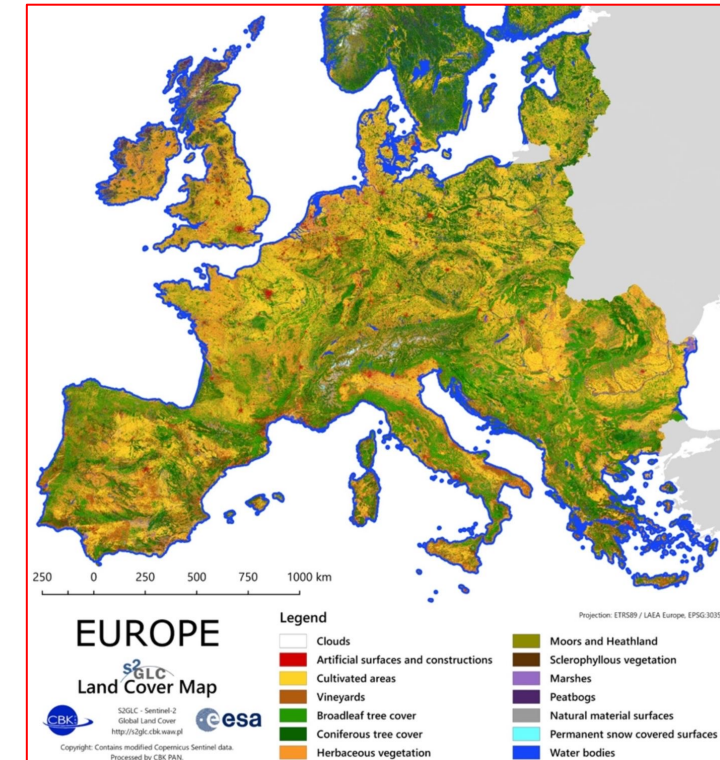 250 0 250 500 750 1000 km
Projection: ETRS89 / LAEA Europe, EPSG:3035
EUROPE
S2
GLC
Land Cover Map
CBK
S2GLC - Sentinel-2
Global Land Cover
http://s2glc.cbk.waw.pl
esa
Copyright: Contains modified Copernicus Sentinel data.
Processed by CBK PAN.
Legend
Clouds
Artificial surfaces and constructions
Cultivated areas
Vineyards
Broadleaf tree cover
Coniferous tree cover
Herbaceous vegetation
Moors and Heathland
Sclerophyllous vegetation
Marshes
Peatbogs
Natural material surfaces
Permanent snow covered surfaces
Water bodies